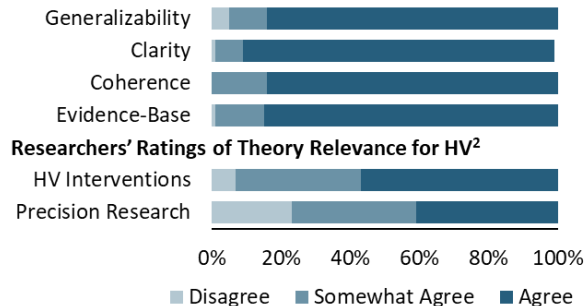 Generalizability
Clarity
Coherence
Evidence-Base
Researchers’ Ratings of Theory Relevance for HV²
HV Interventions
Precision Research
0% 20% 40% 60% 80% 100%
Disagree Somewhat Agree Agree